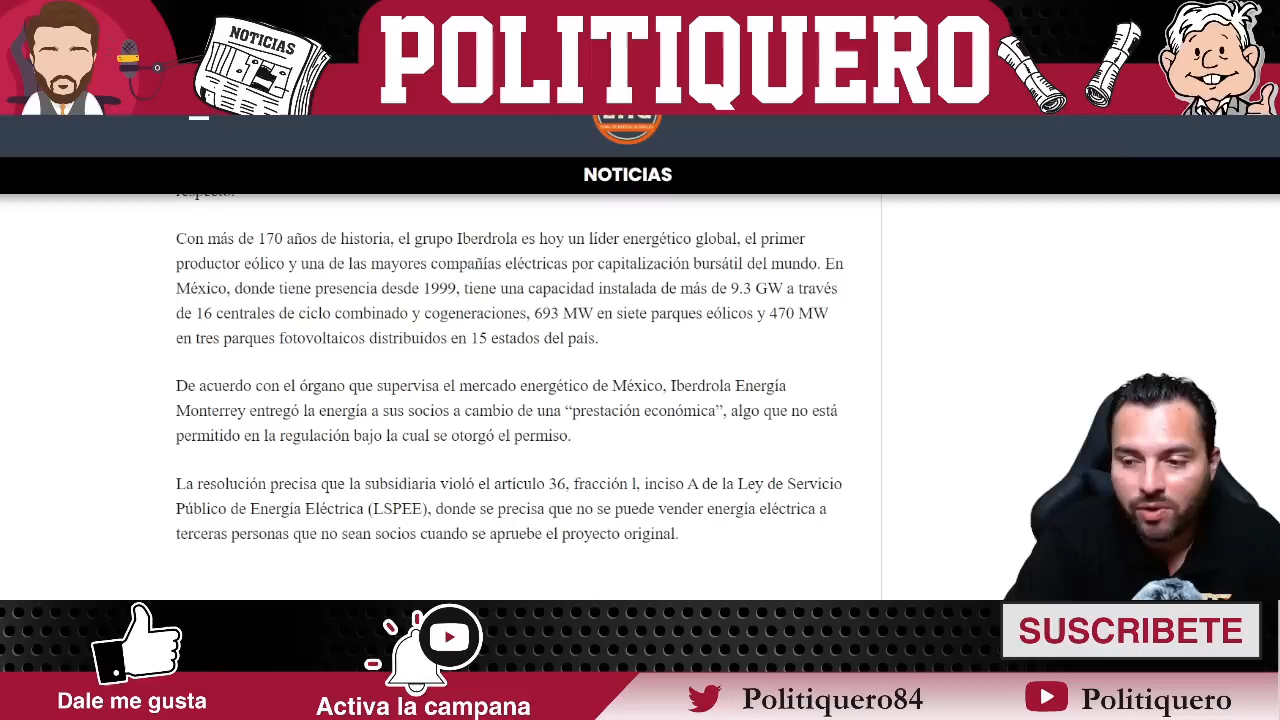 NOTICIAS
POLITIQUERO
NOTICIAS
respecto.
Con más de 170 años de historia, el grupo Iberdrola es hoy un líder energético global, el primer
productor eólico y una de las mayores compañías eléctricas por capitalización bursátil del mundo. En
México, donde tiene presencia desde 1999, tiene una capacidad instalada de más de 9.3 GW a través
de 16 centrales de ciclo combinado y cogeneraciones, 693 MW en siete parques eólicos y 470 MW
en tres parques fotovoltaicos distribuidos en 15 estados del país.
De acuerdo con el órgano que supervisa el mercado energético de México, Iberdrola Energía
Monterrey entregó la energía a sus socios a cambio de una “prestación económica”, algo que no está
permitido en la regulación bajo la cual se otorgó el permiso.
La resolución precisa que la subsidiaria violó el artículo 36, fracción l, inciso A de la Ley de Servicio
Público de Energía Eléctrica (LSPEE), donde se precisa que no se puede vender energía eléctrica a
terceras personas que no sean socios cuando se apruebe el proyecto original.
SUSCRIBETE
Dale me gusta
Activa la campana
Politiquero84
Politiquero